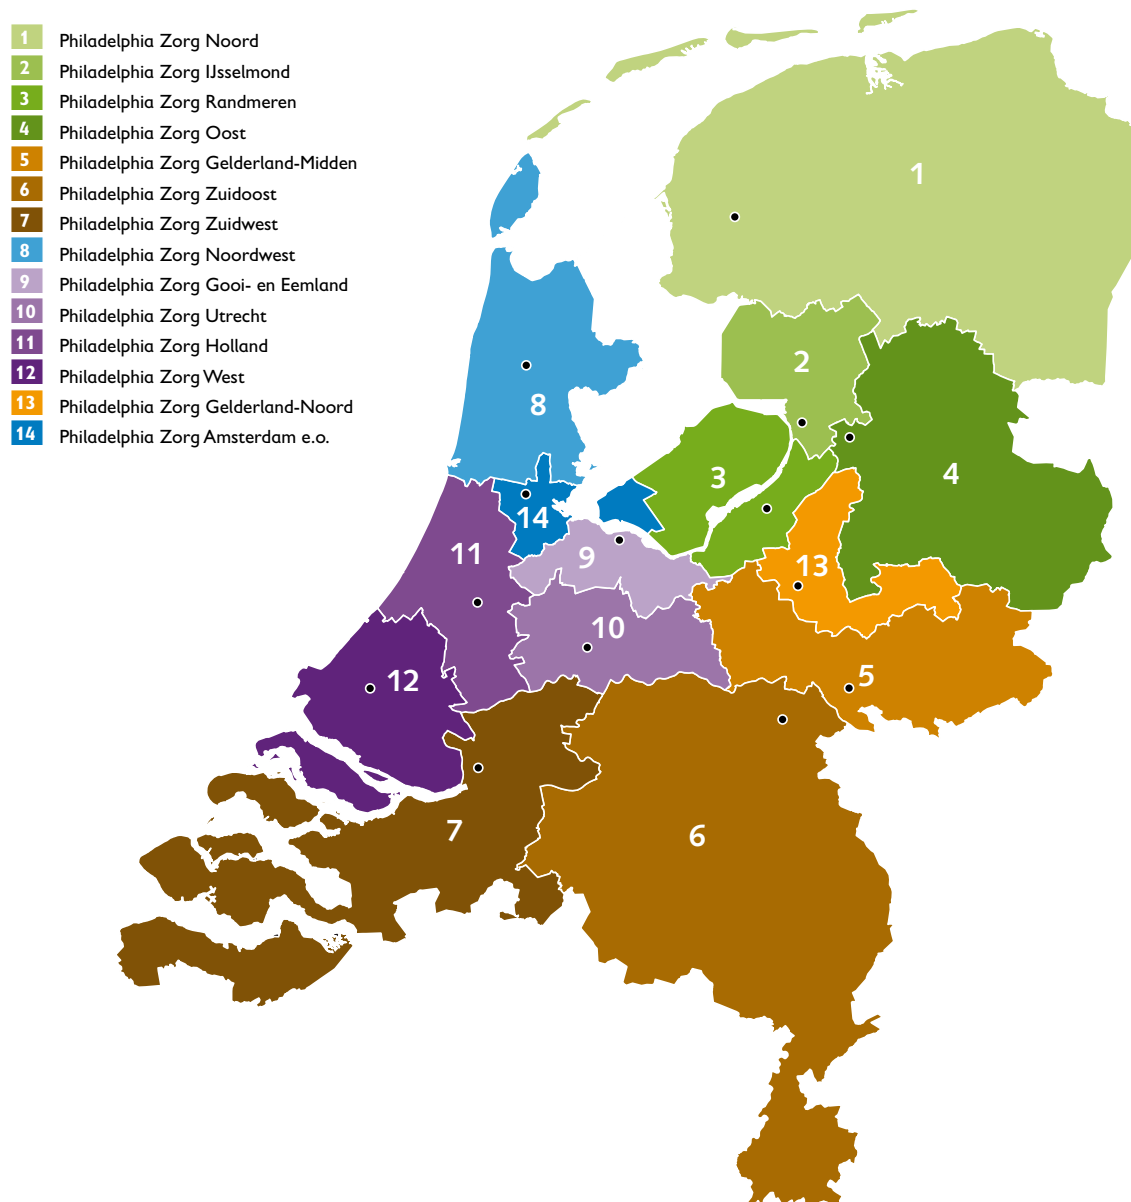 1 Philadelphia Zorg Noord
2 Philadelphia Zorg IJsselmond
3 Philadelphia Zorg Randmeren
4 Philadelphia Zorg Oost
5 Philadelphia Zorg Gelderland-Midden
6 Philadelphia Zorg Zuidoost
7 Philadelphia Zorg Zuidwest
8 Philadelphia Zorg Noordwest
9 Philadelphia Zorg Gooi- en Eemland
10 Philadelphia Zorg Utrecht
11 Philadelphia Zorg Holland
12 Philadelphia Zorg West
13 Philadelphia Zorg Gelderland-Noord
14 Philadelphia Zorg Amsterdam e.o.
1
2
8
3
4
14
11
9
13
10
5
12
7
6